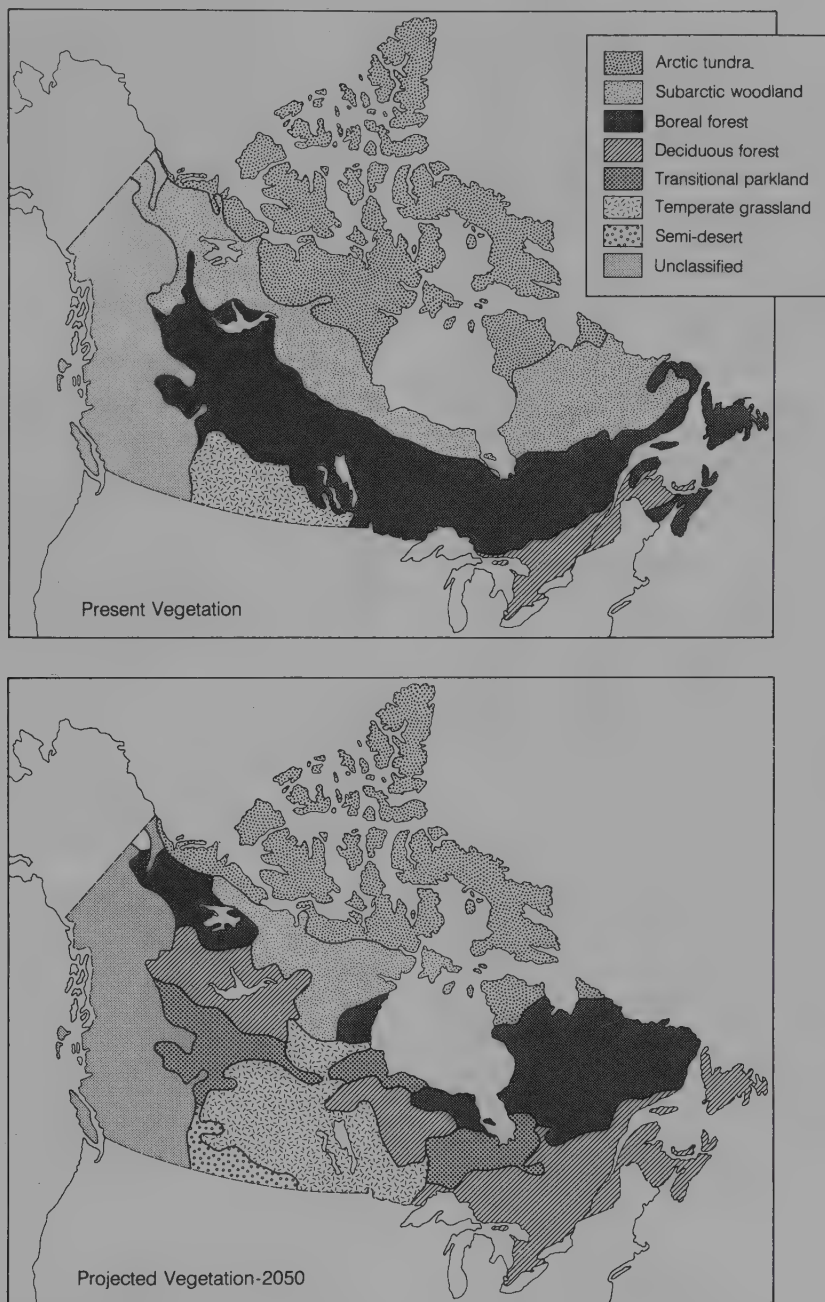 Arctic tundra
Subarctic woodland
Boreal forest
Deciduous forest
Transitional parkland
Temperate grassland
Semi-desert
Unclassified
Present Vegetation
Projected Vegetation-2050